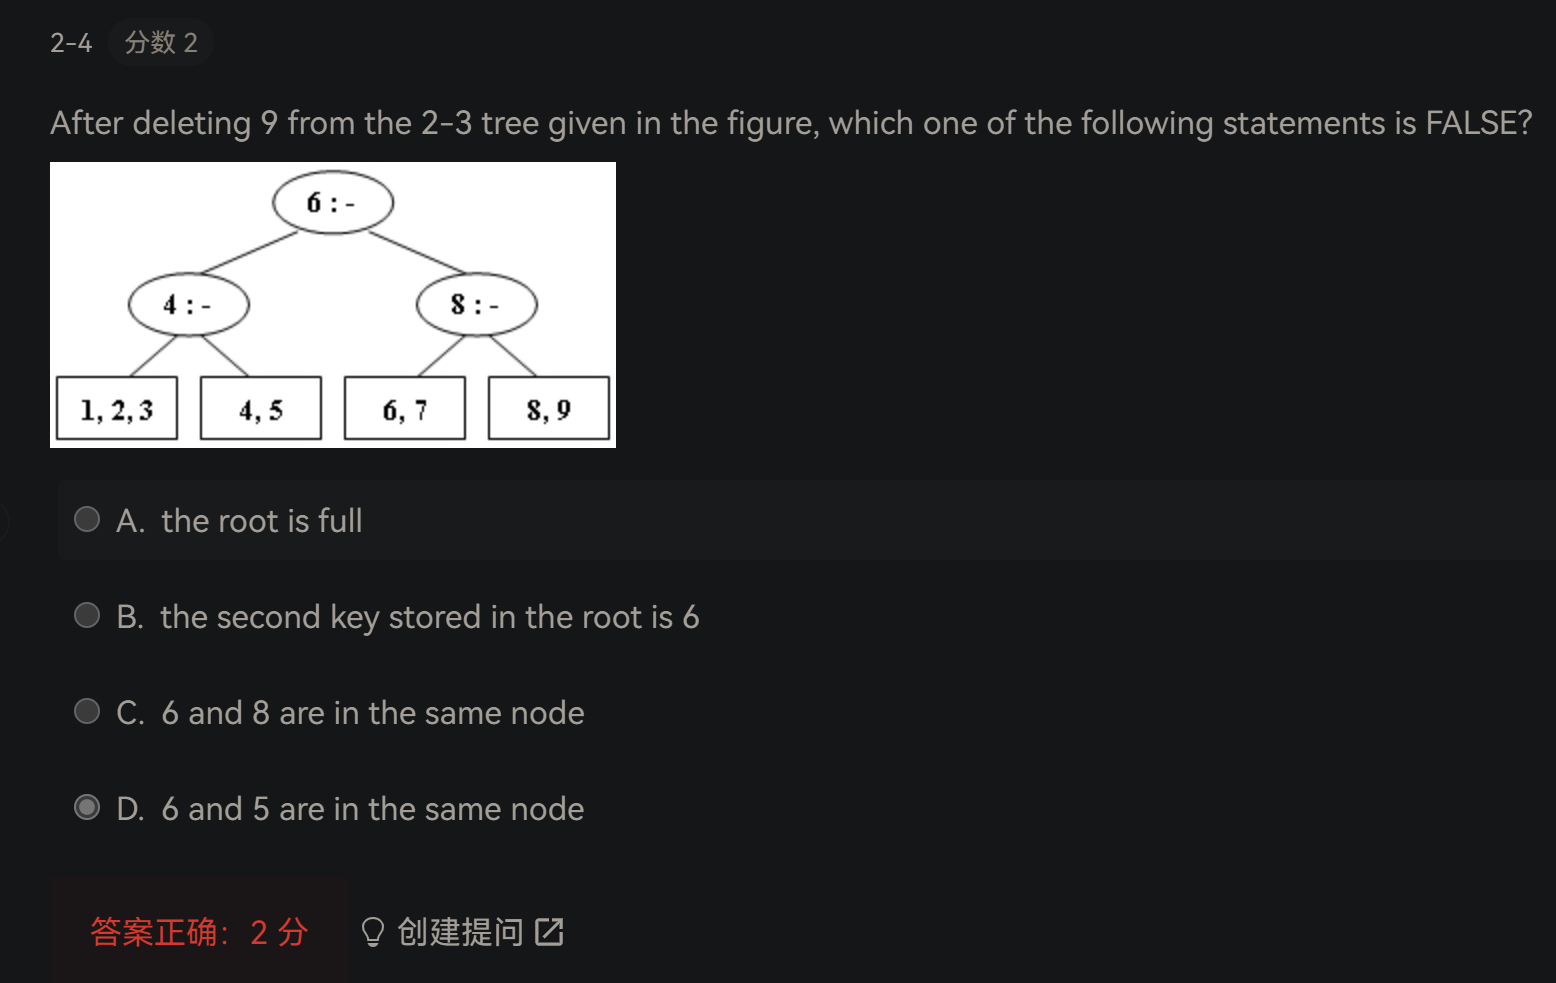 2-4 分数 2
After deleting 9 from the 2-3 tree given in the figure, which one of the following statements is FALSE?
6 : -
4 : - 8 : -
1, 2, 3 4, 5 6, 7 8, 9
A. the root is full
B. the second key stored in the root is 6
C. 6 and 8 are in the same node
D. 6 and 5 are in the same node
答案正确：2 分 创建提问